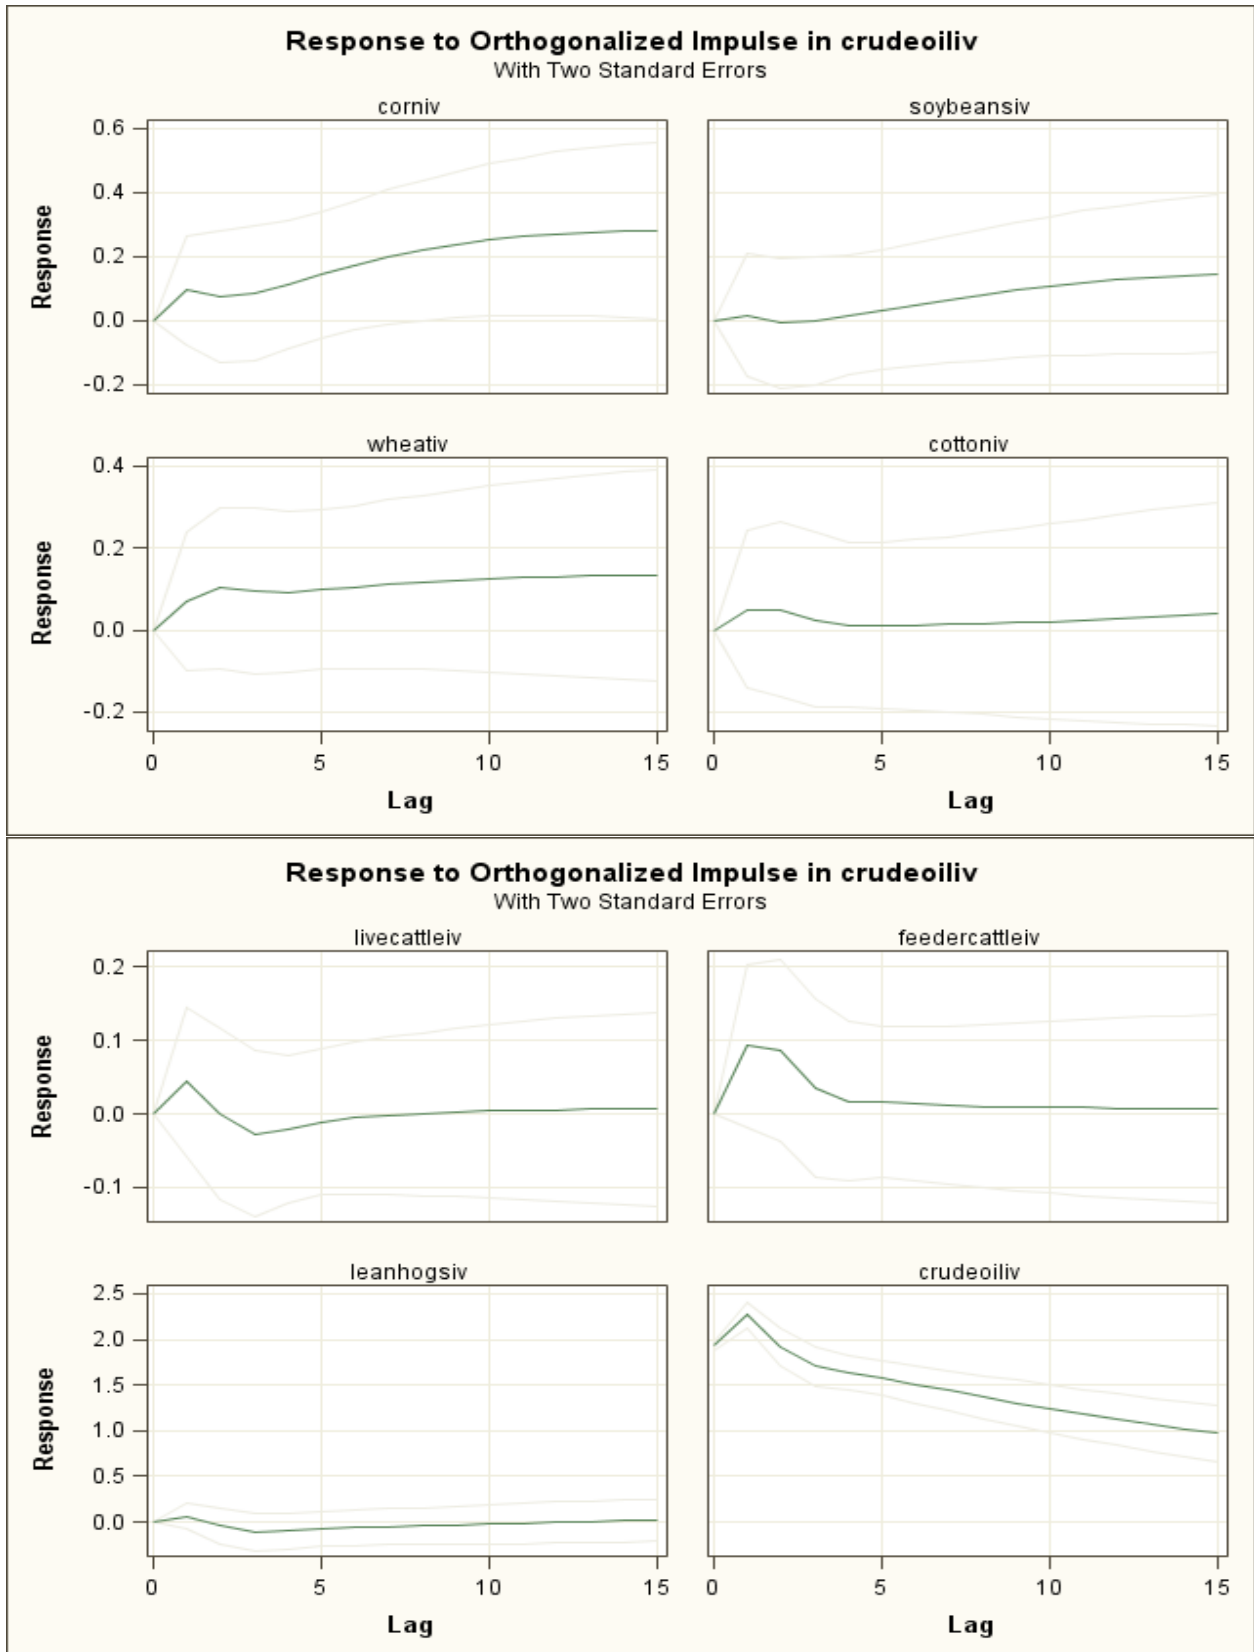 Response to Orthogonalized Impulse in crudeoiliv
With Two Standard Errors
corniv
soybeansiv
0.6
0.4
0.2
0.0
-0.2
Response
wheativ
cottoniv
0.4
0.2
0.0
-0.2
Response
0 5 10 15
0 5 10 15
Lag
Lag
Response to Orthogonalized Impulse in crudeoiliv
With Two Standard Errors
livecattleiv
feedercattleiv
0.2
0.1
0.0
-0.1
Response
leanhogsiv
crudeoiliv
2.5
2.0
1.5
1.0
0.5
0.0
Response
0 5 10 15
0 5 10 15
Lag
Lag